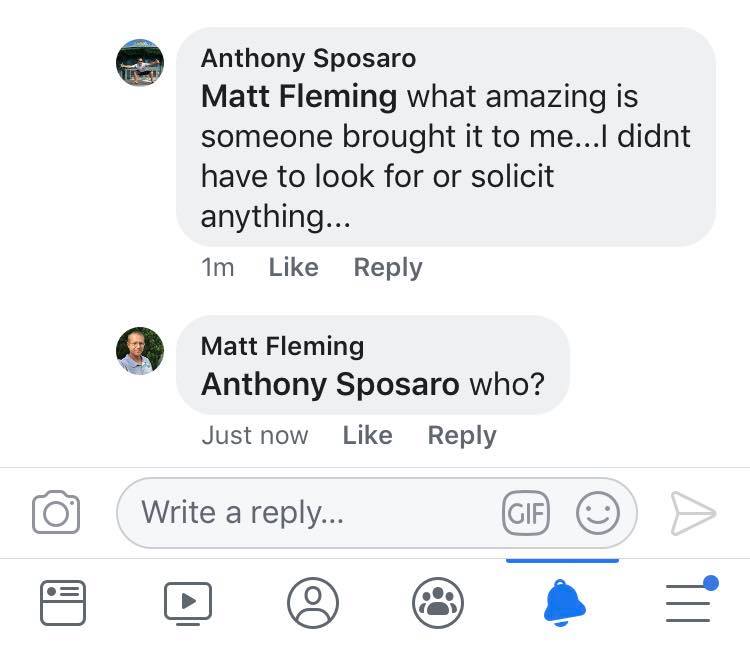 Anthony Sposaro
Matt Fleming what amazing is
someone brought it to me...I didnt
have to look for or solicit
anything...
1m Like Reply
Matt Fleming
Anthony Sposaro who?
Just now Like Reply
Write a reply...
GIF